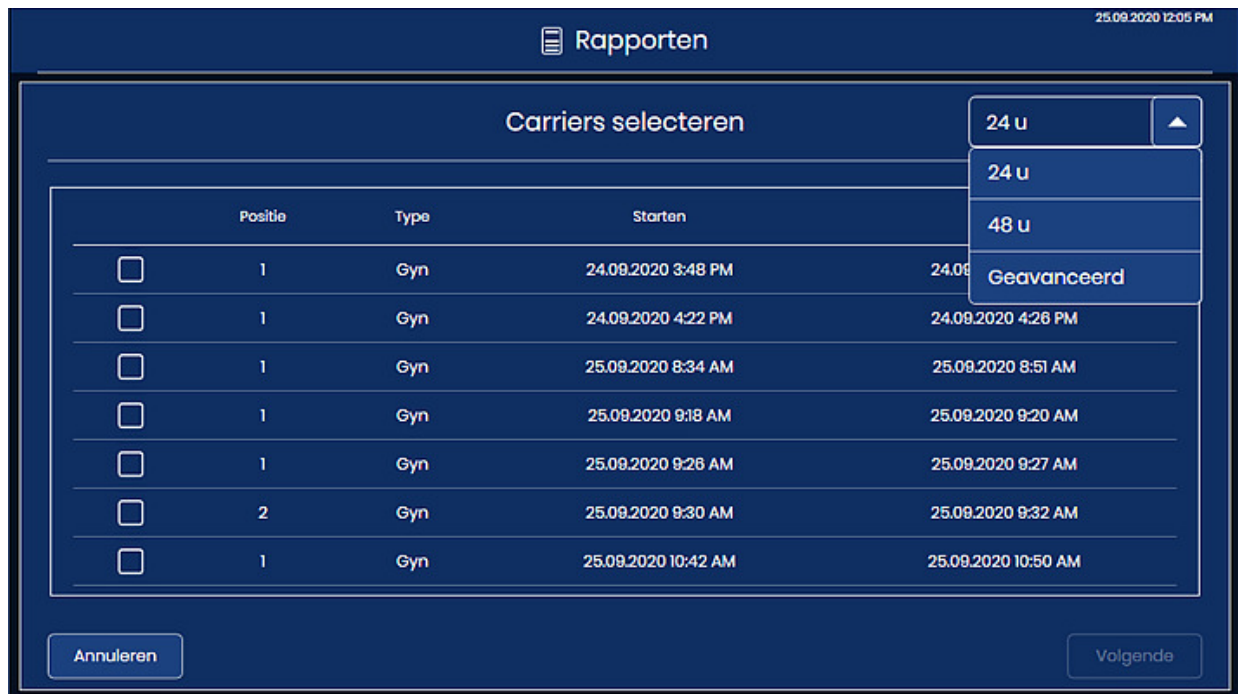 25.09.2020 12:05 PM
Rapporten
Carriers selecteren
24 u
24 u
48 u
Geavanceerd
Positie Type Starten
1 Gyn 24.09.2020 3:48 PM
1 Gyn 24.09.2020 4:22 PM 24.09.2020 4:26 PM
1 Gyn 25.09.2020 8:34 AM 25.09.2020 8:51 AM
1 Gyn 25.09.2020 9:18 AM 25.09.2020 9:20 AM
1 Gyn 25.09.2020 9:26 AM 25.09.2020 9:27 AM
2 Gyn 25.09.2020 9:30 AM 25.09.2020 9:32 AM
1 Gyn 25.09.2020 10:42 AM 25.09.2020 10:50 AM
Annuleren Volgende